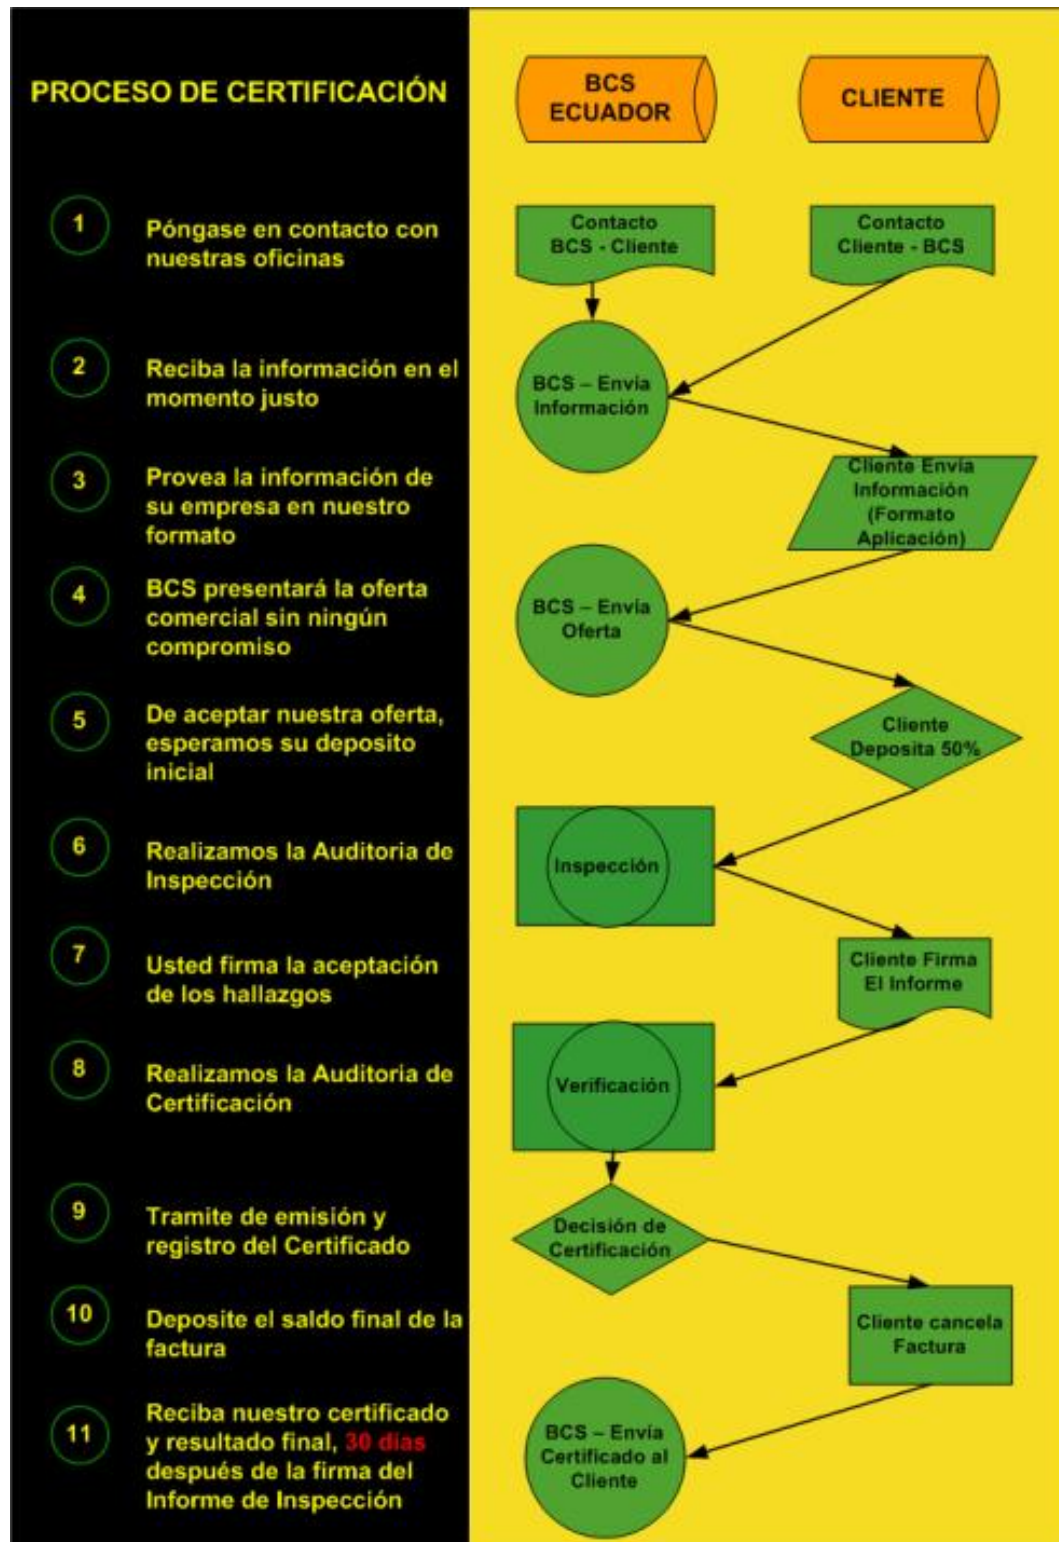 PROCESO DE CERTIFICACIÓN
BCS
ECUADOR
CLIENTE
1
Póngase en contacto con
nuestras oficinas
Contacto
BCS - Cliente
Contacto
Cliente - BCS
2
Reciba la información en el
momento justo
BCS – Envía
Información
3
Provea la información de
su empresa en nuestro
formato
Cliente Envía
Información
(Formato
Aplicación)
4
BCS presentará la oferta
comercial sin ningún
compromiso
BCS – Envía
Oferta
5
De aceptar nuestra oferta,
esperamos su deposito
inicial
Cliente
Deposita 50%
6
Realizamos la Auditoria de
Inspección
Inspección
7
Usted firma la aceptación
de los hallazgos
Cliente Firma
El Informe
8
Realizamos la Auditoria de
Certificación
Verificación
9
Tramite de emisión y
registro del Certificado
Decisión de
Certificación
10
Deposite el saldo final de la
factura
Cliente cancela
Factura
11
Reciba nuestro certificado
y resultado final, 30 días
después de la firma del
Informe de Inspección
BCS – Envía
Certificado al
Cliente